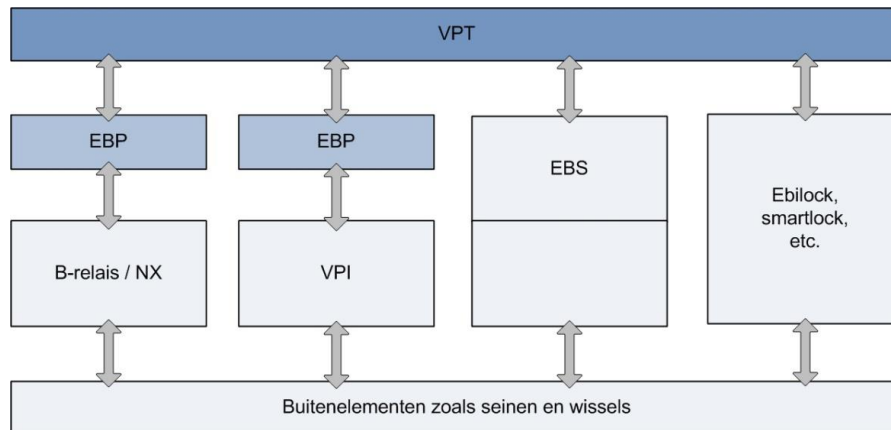 VPT
EBP
EBP
EBS
Ebilock,
smartlock,
etc.
B-relais / NX
VPI
Buitenelementen zoals seinen en wissels